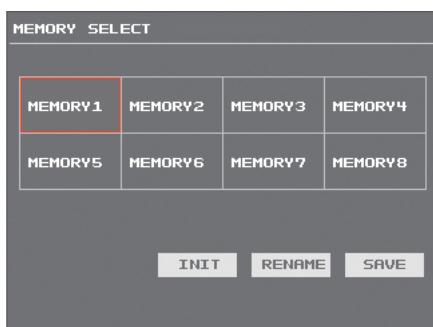 MEMORY SELECT
MEMORY1 MEMORY2 MEMORY3 MEMORY4
MEMORY5 MEMORY6 MEMORY7 MEMORY8
INIT RENAME SAVE